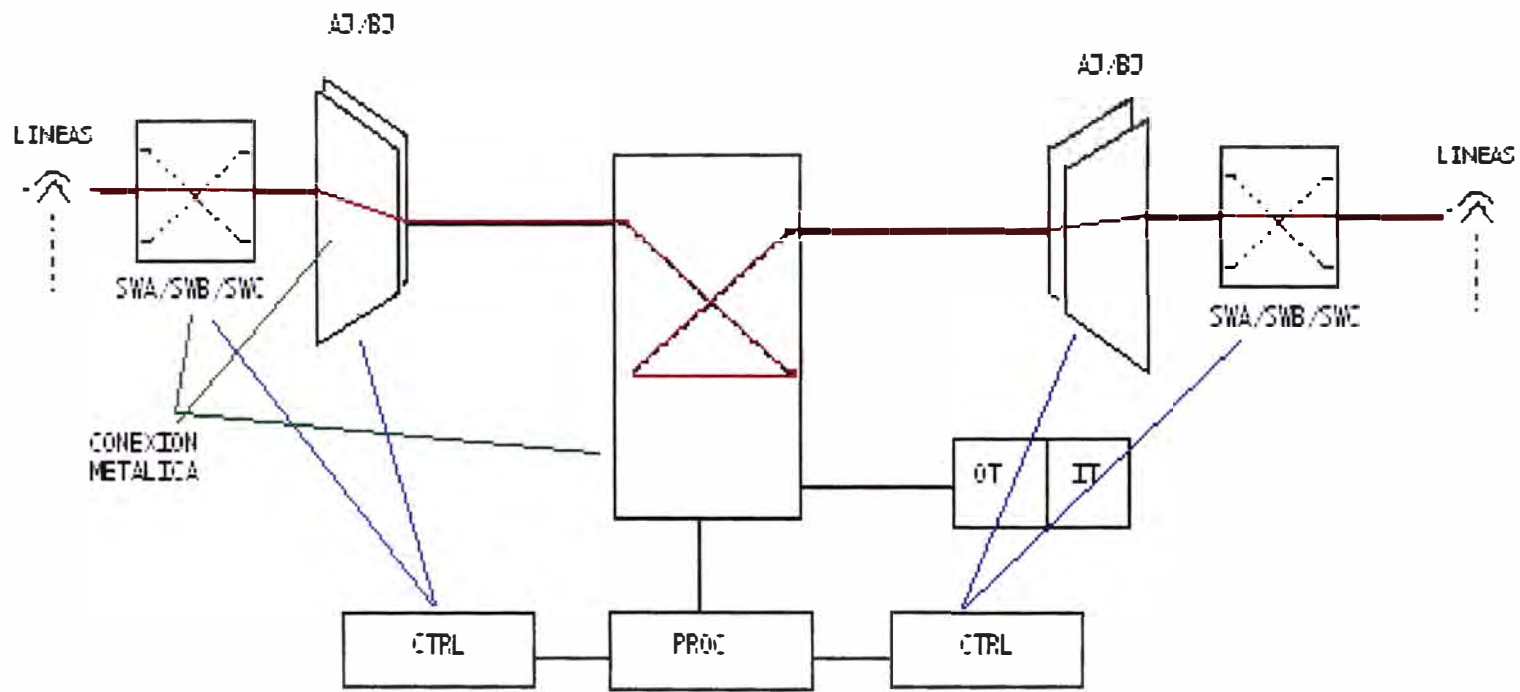 AJ/BJ
AJ/BJ
LINEAS
LINEAS
SWA/SWB/SWC
SWA/SWB/SWC
CONEXION
METALICA
OT
IT
CTRL
PROC
CTRL